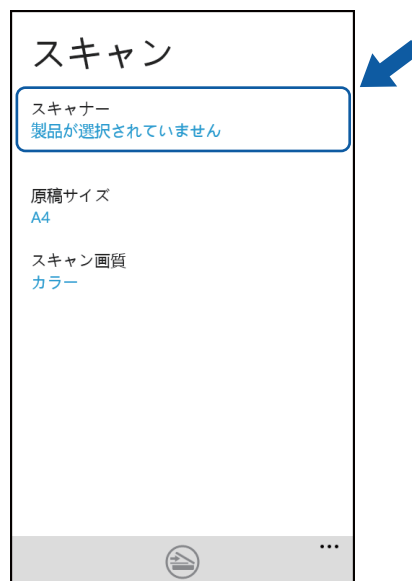 スキャン
スキャナー
製品が選択されていません
原稿サイズ
A4
スキャン画質
カラー